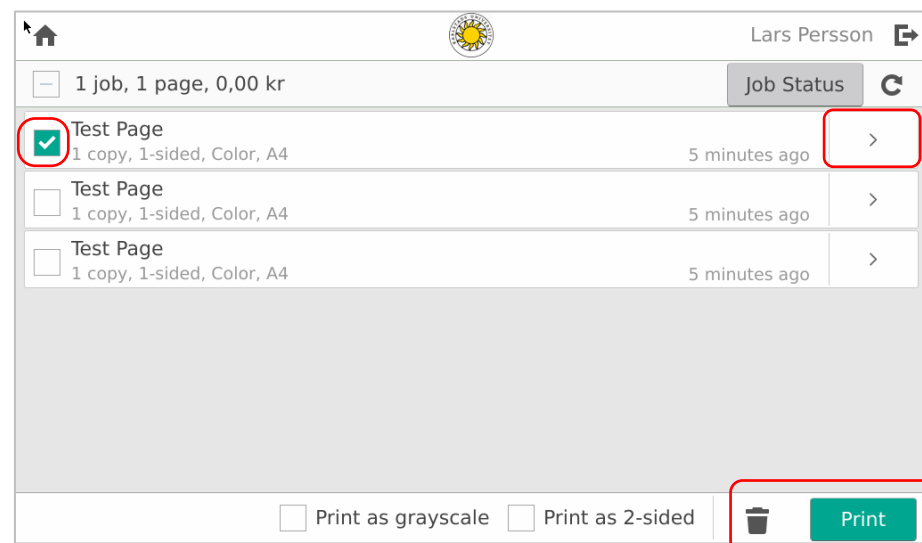 Lars Persson
1 job, 1 page, 0,00 kr Job Status
Test Page
1 copy, 1-sided, Color, A4 5 minutes ago
Test Page
1 copy, 1-sided, Color, A4 5 minutes ago
Test Page
1 copy, 1-sided, Color, A4 5 minutes ago
Print as grayscale Print as 2-sided Print